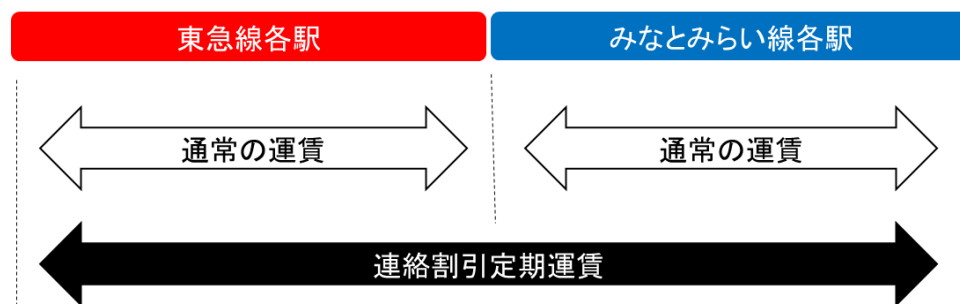 東急線各駅
みなとみらい線各駅
通常の運賃
通常の運賃
連絡割引定期運賃